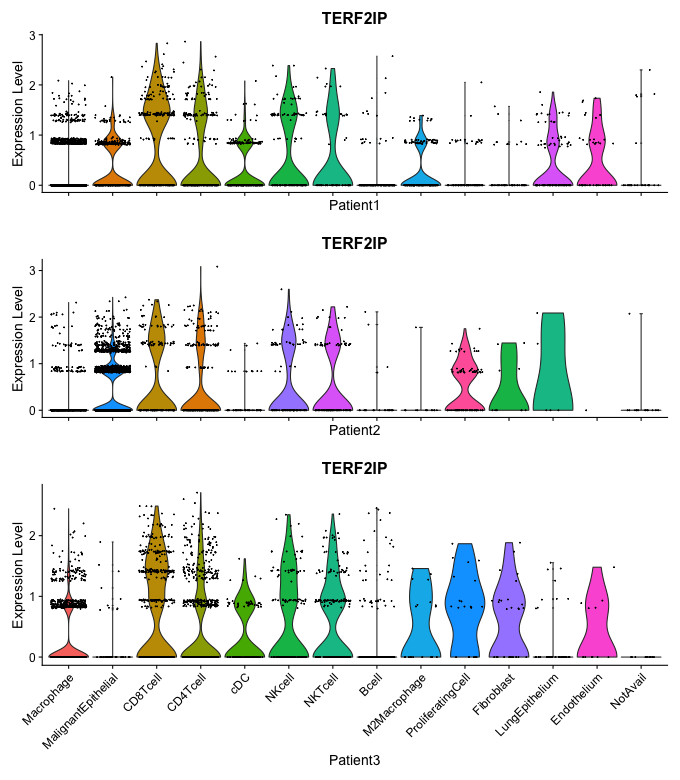 TERF2IP
Expression Level
3
2
1
0
Patient1
TERF2IP
Expression Level
3
2
1
0
Patient2
TERF2IP
Expression Level
2
1
0
Macrophage
MalignantEpithelial
CD8Tcell
CD4Tcell
cDC
NKcell
NKTcell
Bcell
M2Macrophage
ProliferatingCell
Fibroblast
LungEpithelium
Endothelium
NotAvail
Patient3